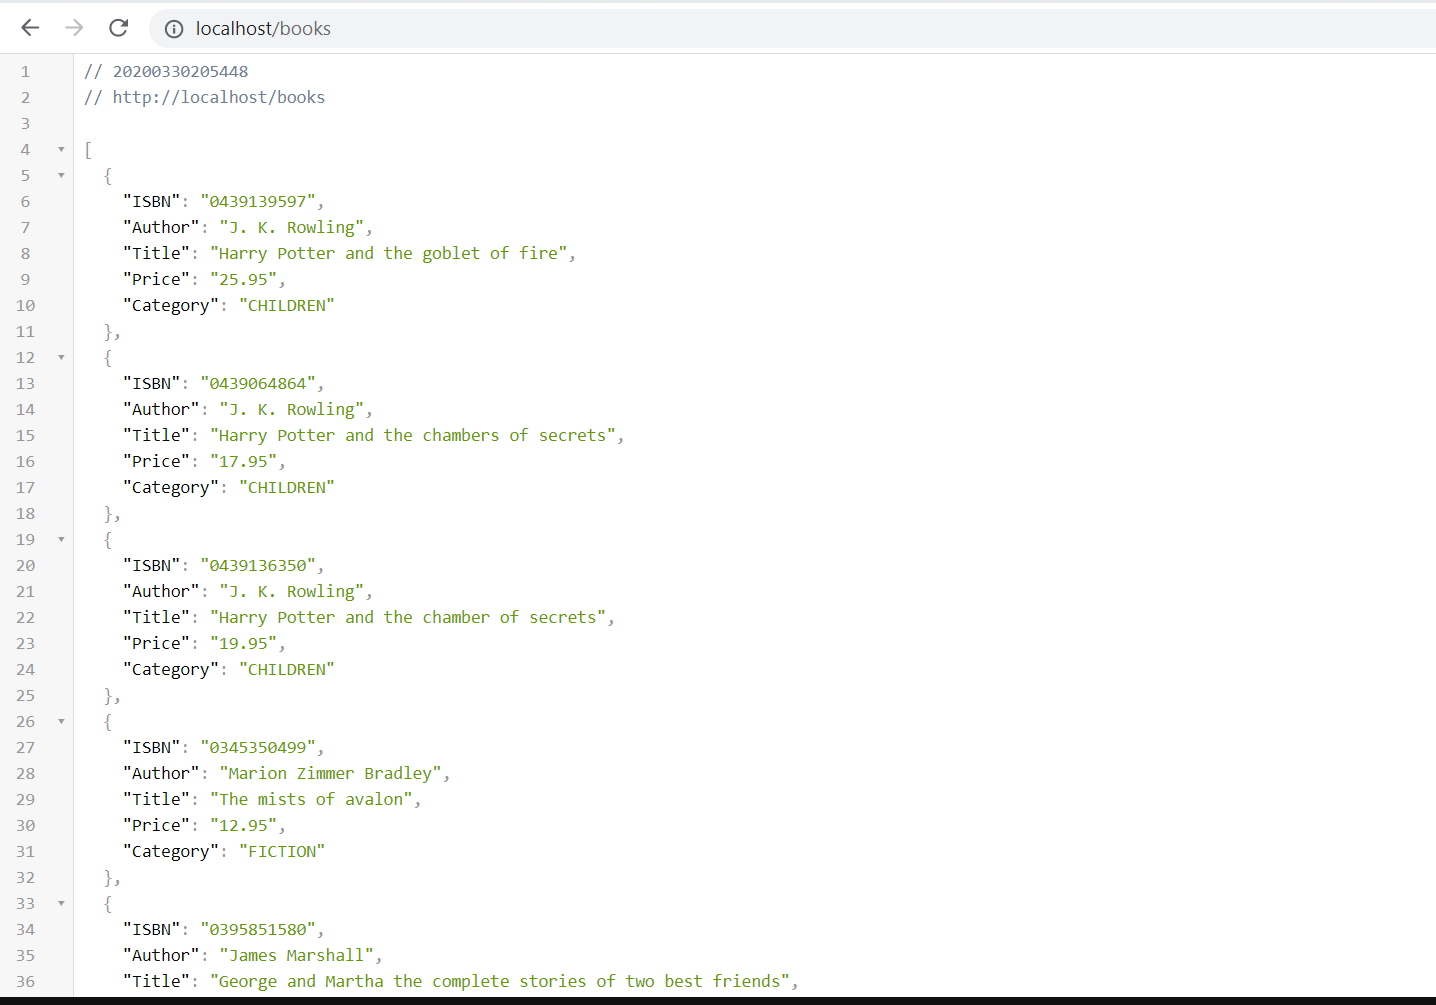 localhost/books
1 // 20200330205448
2 // http://localhost/books
3
4 [
5 {
6 "ISBN": "0439139597",
7 "Author": "J. K. Rowling",
8 "Title": "Harry Potter and the goblet of fire",
9 "Price": "25.95",
10 "Category": "CHILDREN"
11 },
12 {
13 "ISBN": "0439064864",
14 "Author": "J. K. Rowling",
15 "Title": "Harry Potter and the chambers of secrets",
16 "Price": "17.95",
17 "Category": "CHILDREN"
18 },
19 {
20 "ISBN": "0439136350",
21 "Author": "J. K. Rowling",
22 "Title": "Harry Potter and the chamber of secrets",
23 "Price": "19.95",
24 "Category": "CHILDREN"
25 },
26 {
27 "ISBN": "0345350499",
28 "Author": "Marion Zimmer Bradley",
29 "Title": "The mists of avalon",
30 "Price": "12.95",
31 "Category": "FICTION"
32 },
33 {
34 "ISBN": "0395851580",
35 "Author": "James Marshall",
36 "Title": "George and Martha the complete stories of two best friends",